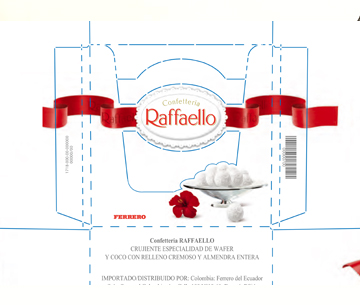 Confetteria
Raffaello
FERRERO
Confetteria RAFFAELLO
CRUJIENTE ESPECIALIDAD DE WAFER
Y COCO CON RELLENO CREMOSO Y ALMENDRA ENTERA
IMPORTADO/DISTRIBUIDO POR: Colombia: Ferrero del Ecuador